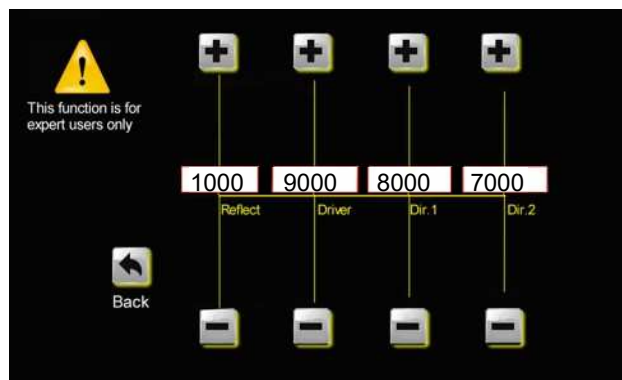 This function is for
expert users only
1000 9000 8000 7000
Reflect Driver Dir.1 Dir.2
Back